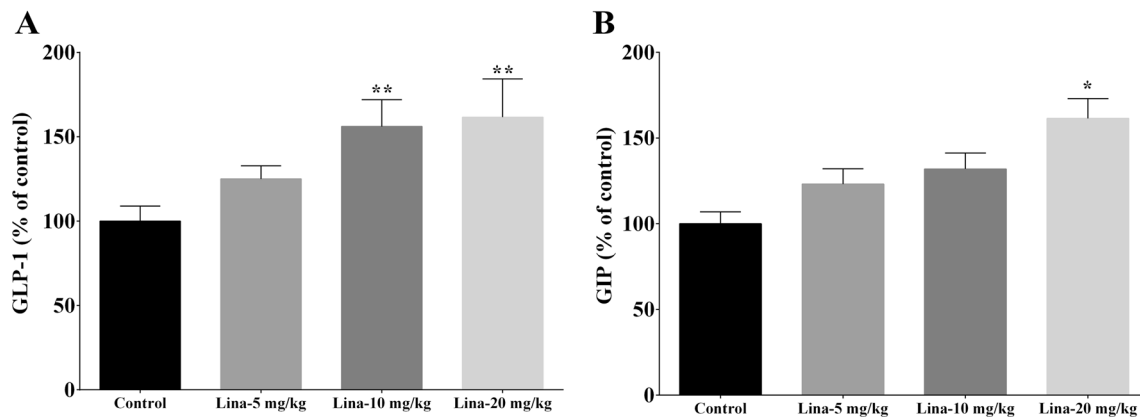 A
GLP-1 (% of control)
200
150
100
50
0
**
**
Control
Lina-5 mg/kg
Lina-10 mg/kg
Lina-20 mg/kg
B
GIP (% of control)
200
150
100
50
0
*
Control
Lina-5 mg/kg
Lina-10 mg/kg
Lina-20 mg/kg